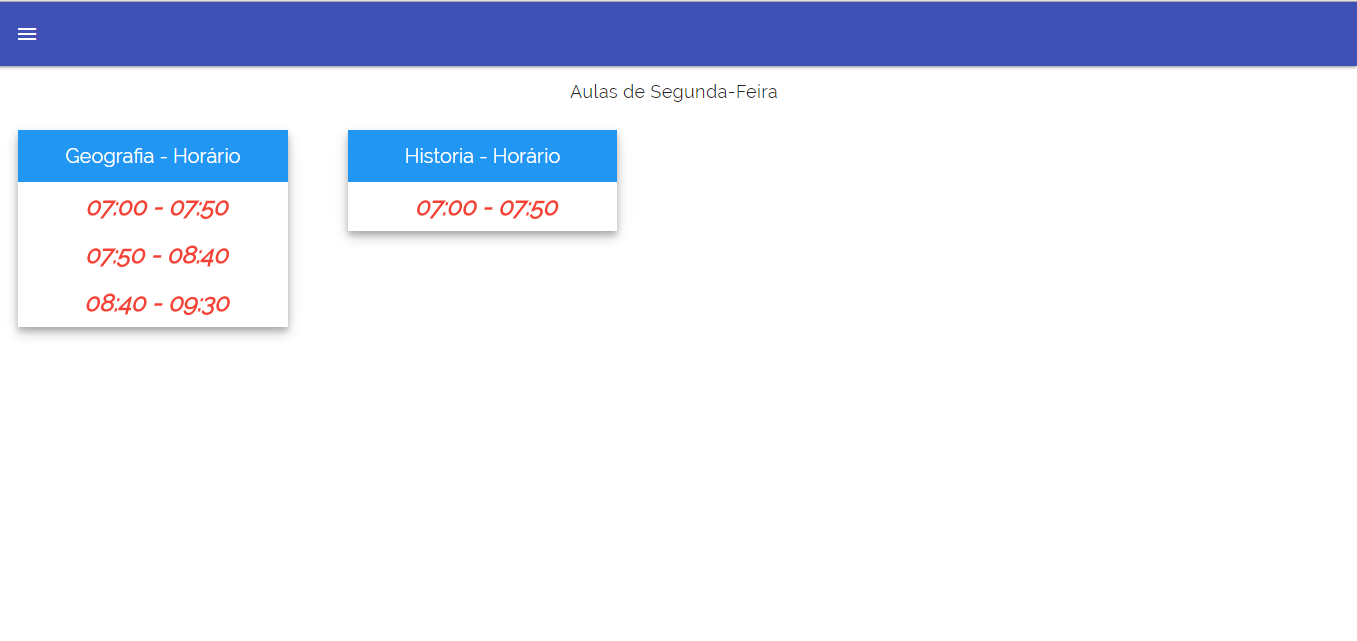 Aulas de Segunda-Feira
Geografia - Horário
07:00 - 07:50
07:50 - 08:40
08:40 - 09:30
Historia - Horário
07:00 - 07:50